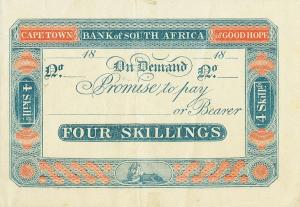 CAPE TOWN BANK of SOUTH AFRICA of GOOD HOPE
18 18
No. On Demand No.
Promise to pay
or Bearer
FOUR SKILLINGS
4 Skill.
4 Skill.